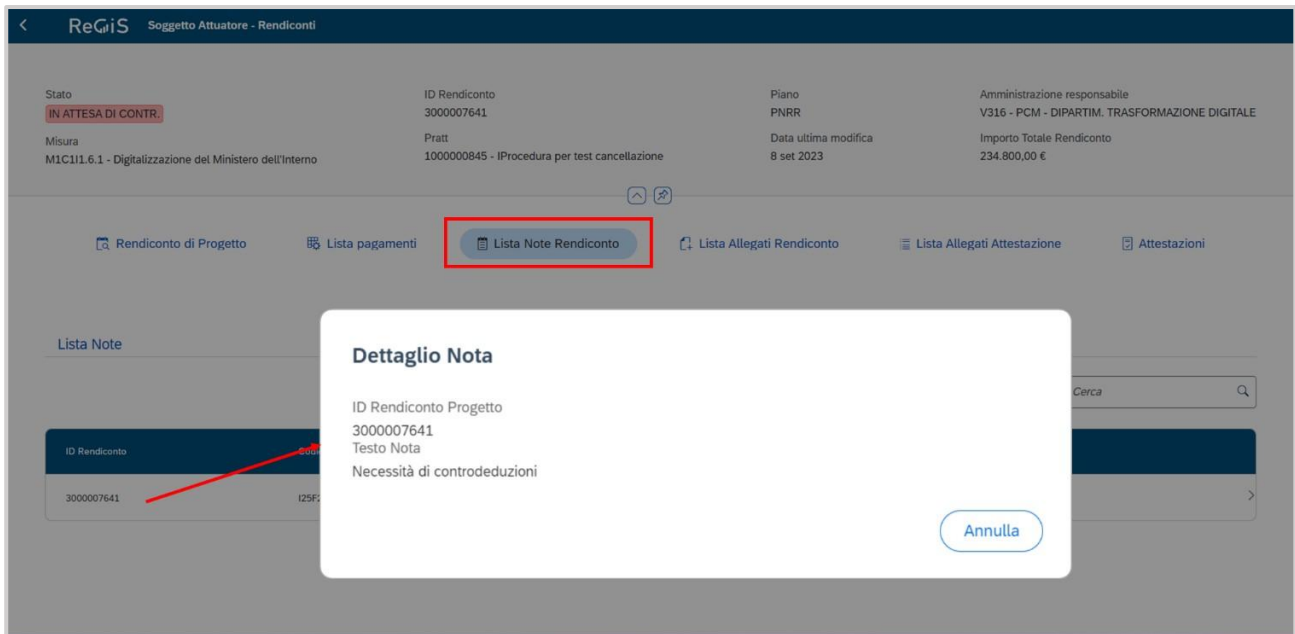 ReGiS Soggetto Attuatore - Rendiconti
Stato
IN ATTESA DI CONTR.
ID Rendiconto
3000007641
Piano
PNRR
Amministrazione responsabile
V316 - PCM - DIPARTIM. TRASFORMAZIONE DIGITALE
Misura
M1C1I1.6.1 - Digitalizzazione del Ministero dell'Interno
Pratt
1000000845 - IProcedura per test cancellazione
Data ultima modifica
8 set 2023
Importo Totale Rendiconto
234.800,00 €
Rendiconto di Progetto
Lista pagamenti
Lista Note Rendiconto
Lista Allegati Rendiconto
Lista Allegati Attestazione
Attestazioni
Lista Note
Cerca
ID Rendiconto
3000007641
I25F2
Dettaglio Nota
ID Rendiconto Progetto
3000007641
Testo Nota
Necessità di controdeduzioni
Annulla